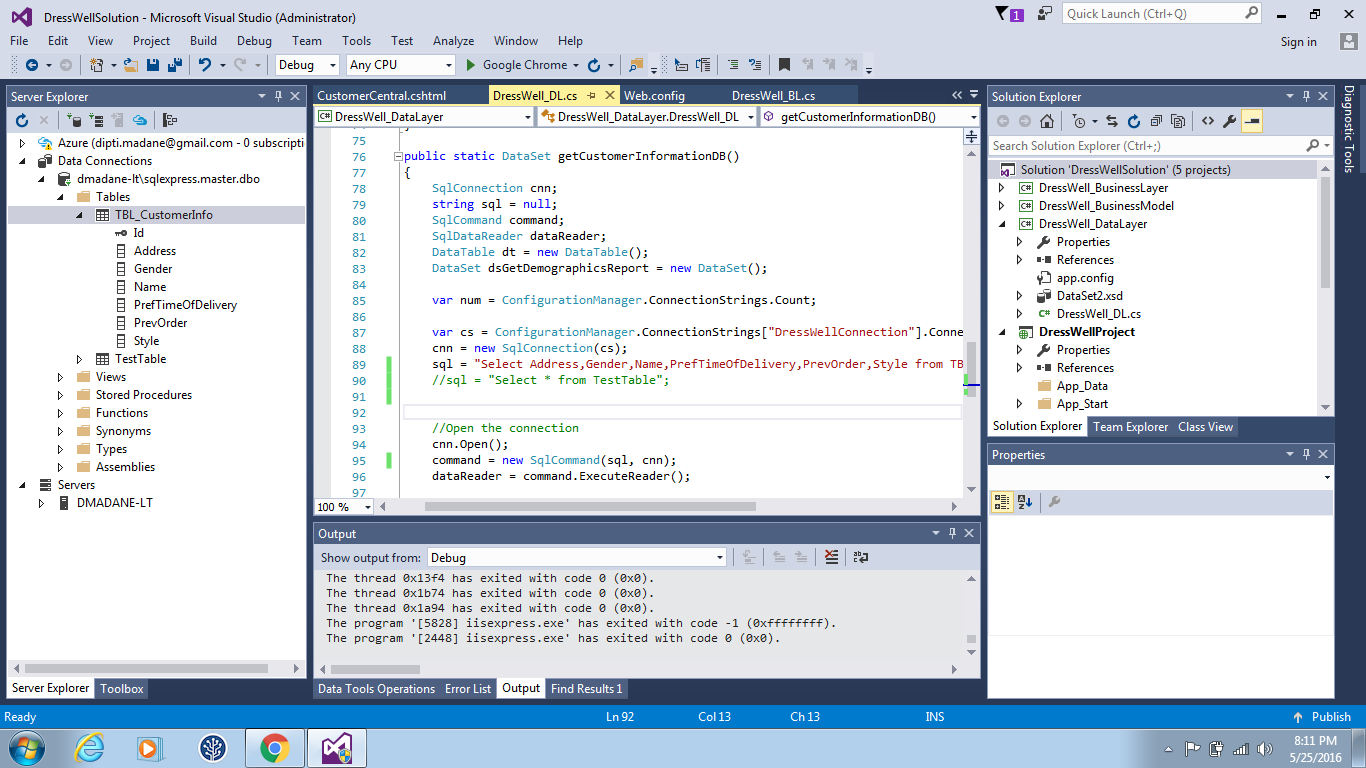 DressWellSolution - Microsoft Visual Studio (Administrator)
1
Quick Launch (Ctrl+Q)
File Edit View Project Build Debug Team Tools Test Analyze Window Help
Sign in
Debug Any CPU Google Chrome
Server Explorer
Azure (dipti.madane@gmail.com - 0 subscripti
Data Connections
dmadane-lt\sqlexpress.master.dbo
Tables
TBL_CustomerInfo
Id
Address
Gender
Name
PrefTimeOfDelivery
PrevOrder
Style
TestTable
Views
Stored Procedures
Functions
Synonyms
Types
Assemblies
Servers
DMADANE-LT
Server Explorer Toolbox
CustomerCentral.cshtml DressWell_DL.cs Web.config DressWell_BL.cs
DressWell_DataLayer DressWell_DataLayer.DressWell_DL getCustomerInformationDB()
75
76 public static DataSet getCustomerInformationDB()
77 {
78 SqlConnection cnn;
79 string sql = null;
80 SqlCommand command;
81 SqlDataReader dataReader;
82 DataTable dt = new DataTable();
83 DataSet dsGetDemographicsReport = new DataSet();
84
85 var num = ConfigurationManager.ConnectionStrings.Count;
86
87 var cs = ConfigurationManager.ConnectionStrings["DressWellConnection"].Conne
88 cnn = new SqlConnection(cs);
89 sql = "Select Address,Gender,Name,PrefTimeOfDelivery,PrevOrder,Style from TB
90 //sql = "Select * from TestTable";
91
92
93 //Open the connection
94 cnn.Open();
95 command = new SqlCommand(sql, cnn);
96 dataReader = command.ExecuteReader();
97
100 %
Output
Show output from: Debug
The thread 0x13f4 has exited with code 0 (0x0).
The thread 0x1b74 has exited with code 0 (0x0).
The thread 0x1a94 has exited with code 0 (0x0).
The program '[5828] iisexpress.exe' has exited with code -1 (0xffffffff).
The program '[2448] iisexpress.exe' has exited with code 0 (0x0).
Data Tools Operations Error List Output Find Results 1
Solution Explorer
Search Solution Explorer (Ctrl+;)
Solution 'DressWellSolution' (5 projects)
DressWell_BusinessLayer
DressWell_BusinessModel
DressWell_DataLayer
Properties
References
app.config
DataSet2.xsd
DressWell_DL.cs
DressWellProject
Properties
References
App_Data
App_Start
Solution Explorer Team Explorer Class View
Properties
Diagnostic Tools
Ready Ln 92 Col 13 Ch 13 INS Publish
8:11 PM
5/25/2016